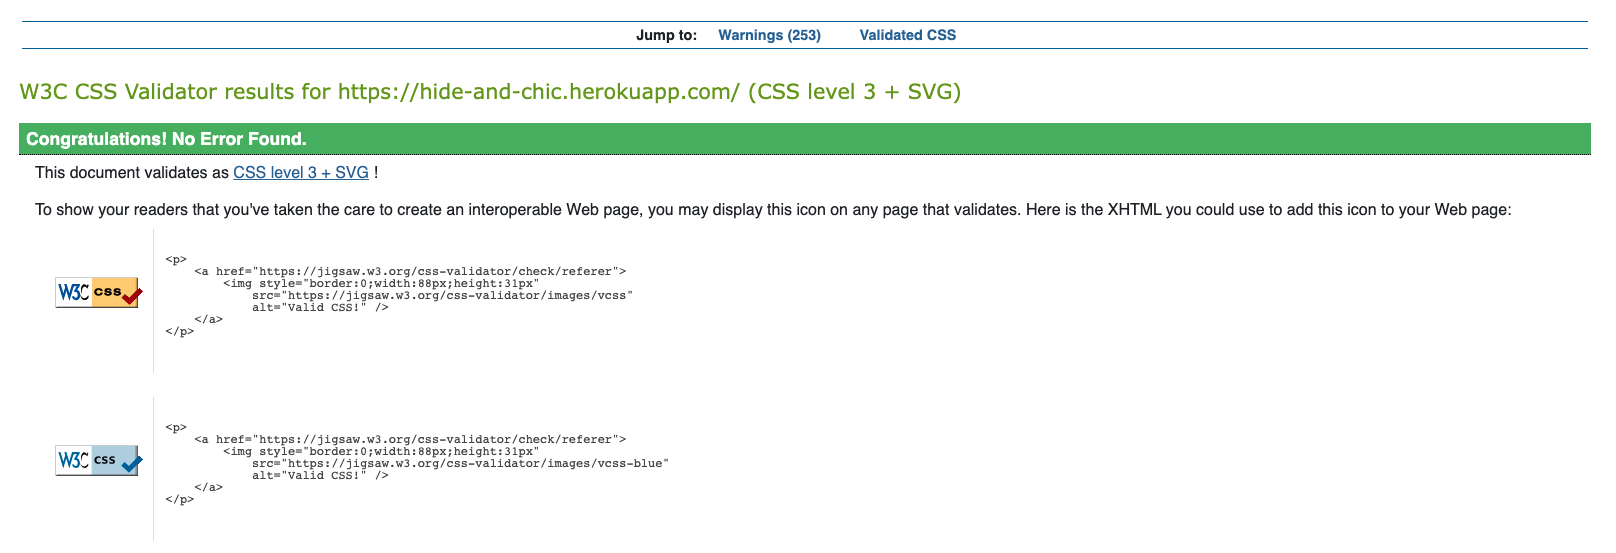 Jump to: Warnings (253) Validated CSS
W3C CSS Validator results for https://hide-and-chic.herokuapp.com/ (CSS level 3 + SVG)
Congratulations! No Error Found.
This document validates as CSS level 3 + SVG !
To show your readers that you've taken the care to create an interoperable Web page, you may display this icon on any page that validates. Here is the XHTML you could use to add this icon to your Web page:
W3C css
<p>
    <a href="https://jigsaw.w3.org/css-validator/check/referer">
        <img style="border:0;width:88px;height:31px"
            src="https://jigsaw.w3.org/css-validator/images/vcss"
            alt="Valid CSS!" />
    </a>
</p>
W3C css
<p>
    <a href="https://jigsaw.w3.org/css-validator/check/referer">
        <img style="border:0;width:88px;height:31px"
            src="https://jigsaw.w3.org/css-validator/images/vcss-blue"
            alt="Valid CSS!" />
    </a>
</p>